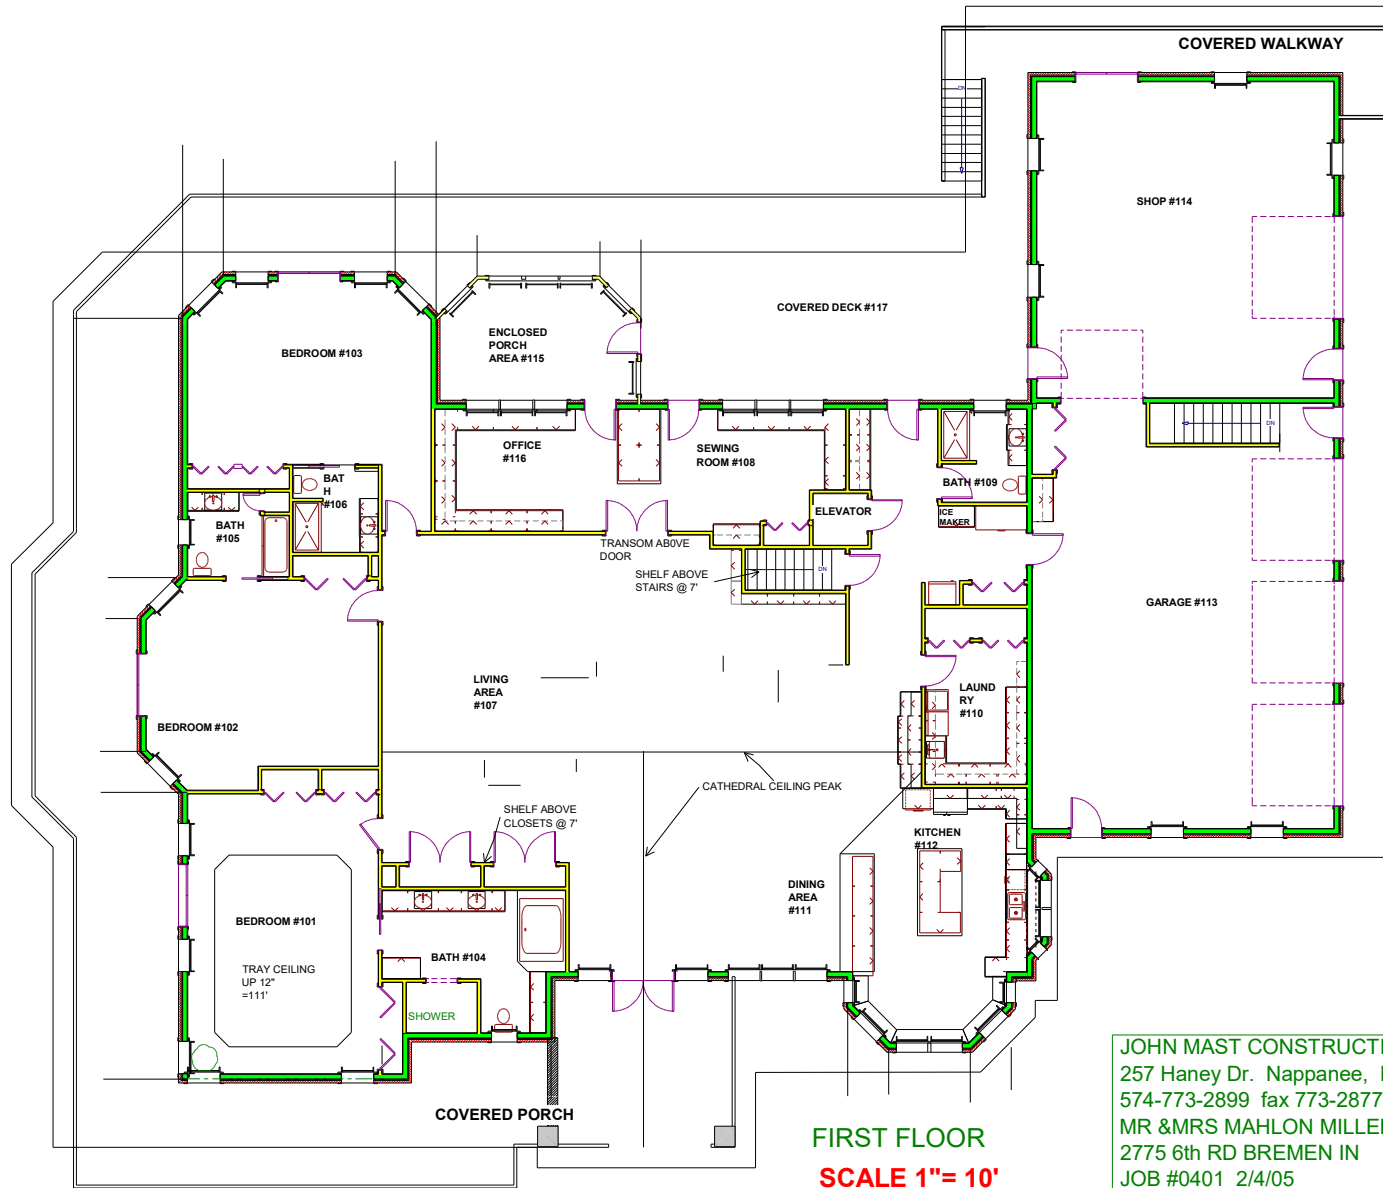 COVERED WALKWAY
DN
SHOP #114
COVERED DECK #117
ENCLOSED
PORCH
AREA #115
BEDROOM #103
OFFICE
#116
SEWING
ROOM #108
DN
BAT
H
#106
BATH #109
BATH
#105
ELEVATOR
ICE
MAKER
TRANSOM ABOVE
DOOR
SHELF ABOVE
STAIRS @ 7'
DN
GARAGE #113
LIVING
AREA
#107
LAUND
RY
#110
BEDROOM #102
CATHEDRAL CEILING PEAK
SHELF ABOVE
CLOSETS @ 7'
KITCHEN
#112
DINING
AREA
#111
BEDROOM #101
BATH #104
TRAY CEILING
UP 12"
=111'
SHOWER
COVERED PORCH
FIRST FLOOR
SCALE 1"= 10'
JOHN MAST CONSTRUCTI
257 Haney Dr. Nappanee,
574-773-2899 fax 773-2877
MR &MRS MAHLON MILLE
2775 6th RD BREMEN IN
JOB #0401 2/4/05